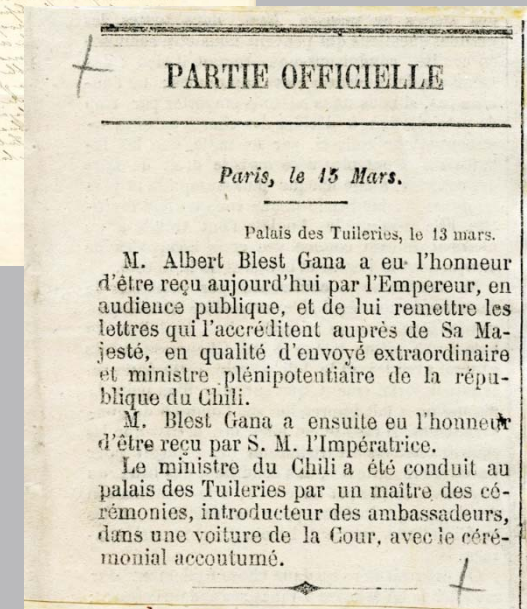 PARTIE OFFICIELLE
Paris, le 15 Mars.
Palais des Tuileries, le 13 mars.
M. Albert Blest Gana a eu l'honneur
d'être reçu aujourd'hui par l'Empereur, en
audience publique, et de lui remettre les
lettres qui l'accréditent auprès de Sa Ma-
jesté, en qualité d'envoyé extraordinaire
et ministre plénipotentiaire de la répu-
blique du Chili.
M. Blest Gana a ensuite eu l'honneur
d'être reçu par S. M. l'Impératrice.
Le ministre du Chili a été conduit au
palais des Tuileries par un maître des cé-
rémonies, introducteur des ambassadeurs,
dans une voiture de la Cour, avec le céré-
monial accoutumé.